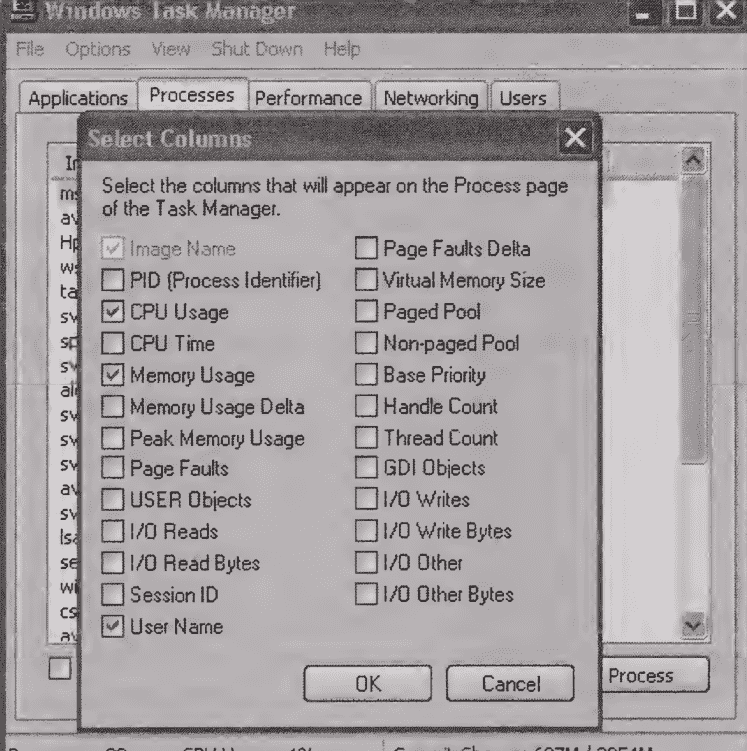 Windows Task Manager
File Options View Shut Down Help
Applications Processes Performance Networking Users
Select Columns
Select the columns that will appear on the Process page
of the Task Manager.
Image Name
PID (Process Identifier)
CPU Usage
CPU Time
Memory Usage
Memory Usage Delta
Peak Memory Usage
Page Faults
USER Objects
I/O Reads
I/O Read Bytes
Session ID
User Name
Page Faults Delta
Virtual Memory Size
Paged Pool
Non-paged Pool
Base Priority
Handle Count
Thread Count
GDI Objects
I/O Writes
I/O Write Bytes
I/O Other
I/O Other Bytes
OK Cancel
Process